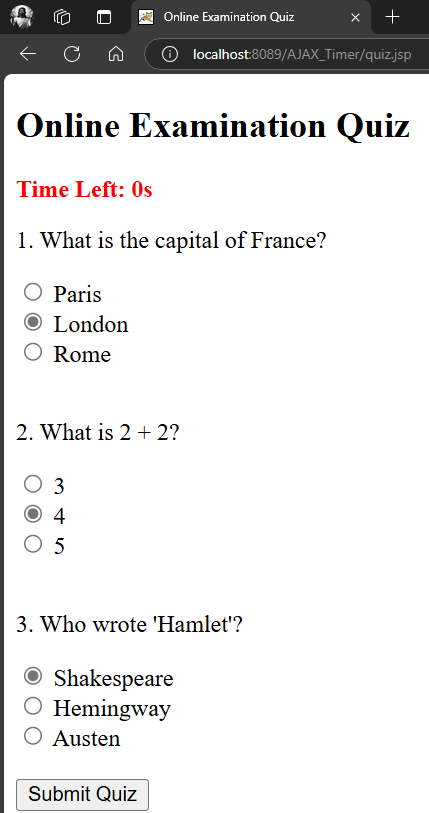 Online Examination Quiz
localhost:8089/AJAX_Timer/quiz.jsp
Online Examination Quiz
Time Left: 0s
1. What is the capital of France?
Paris
London
Rome
2. What is 2 + 2?
3
4
5
3. Who wrote 'Hamlet'?
Shakespeare
Hemingway
Austen
Submit Quiz